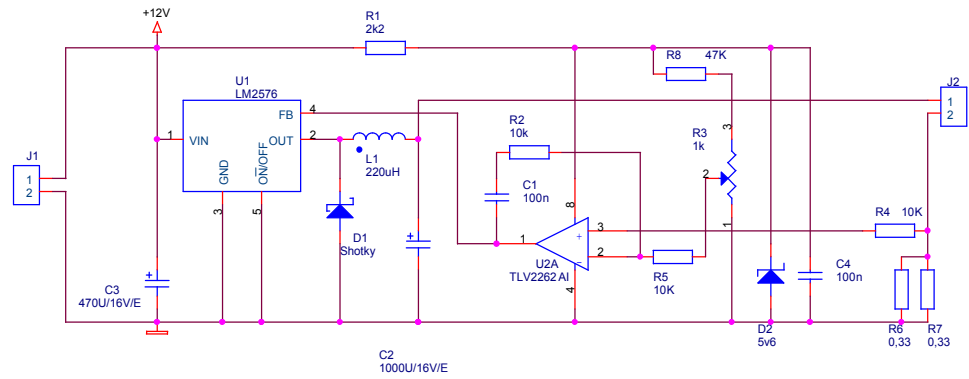 +12V
R1
2k2
R8
47K
J2
1
2
U1
LM2576
FB
4
VIN
1
OUT
2
GND
3
ON/OFF
5
L1
220uH
R2
10k
R3
1k
3
2
1
J1
1
2
C1
100n
8
1
3
2
4
U2A
TLV2262AI
R4
10K
R5
10K
D1
Shotky
C4
100n
C3
470U/16V/E
D2
5v6
R6
0,33
R7
0,33
C2
1000U/16V/E